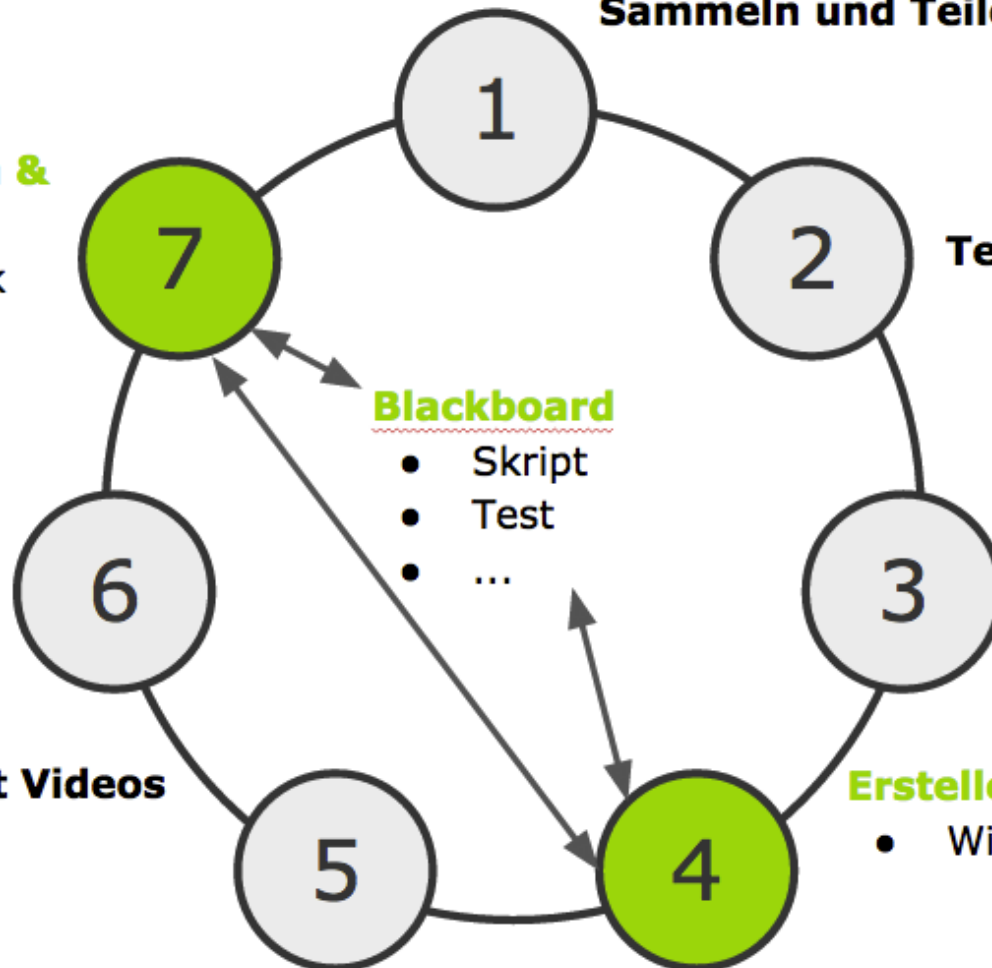 Sammeln und Teil
1
&
7
2
Te
Blackboard
• Skript
• Test
• ...
6
3
t Videos
Erstell
• Wi
5
4